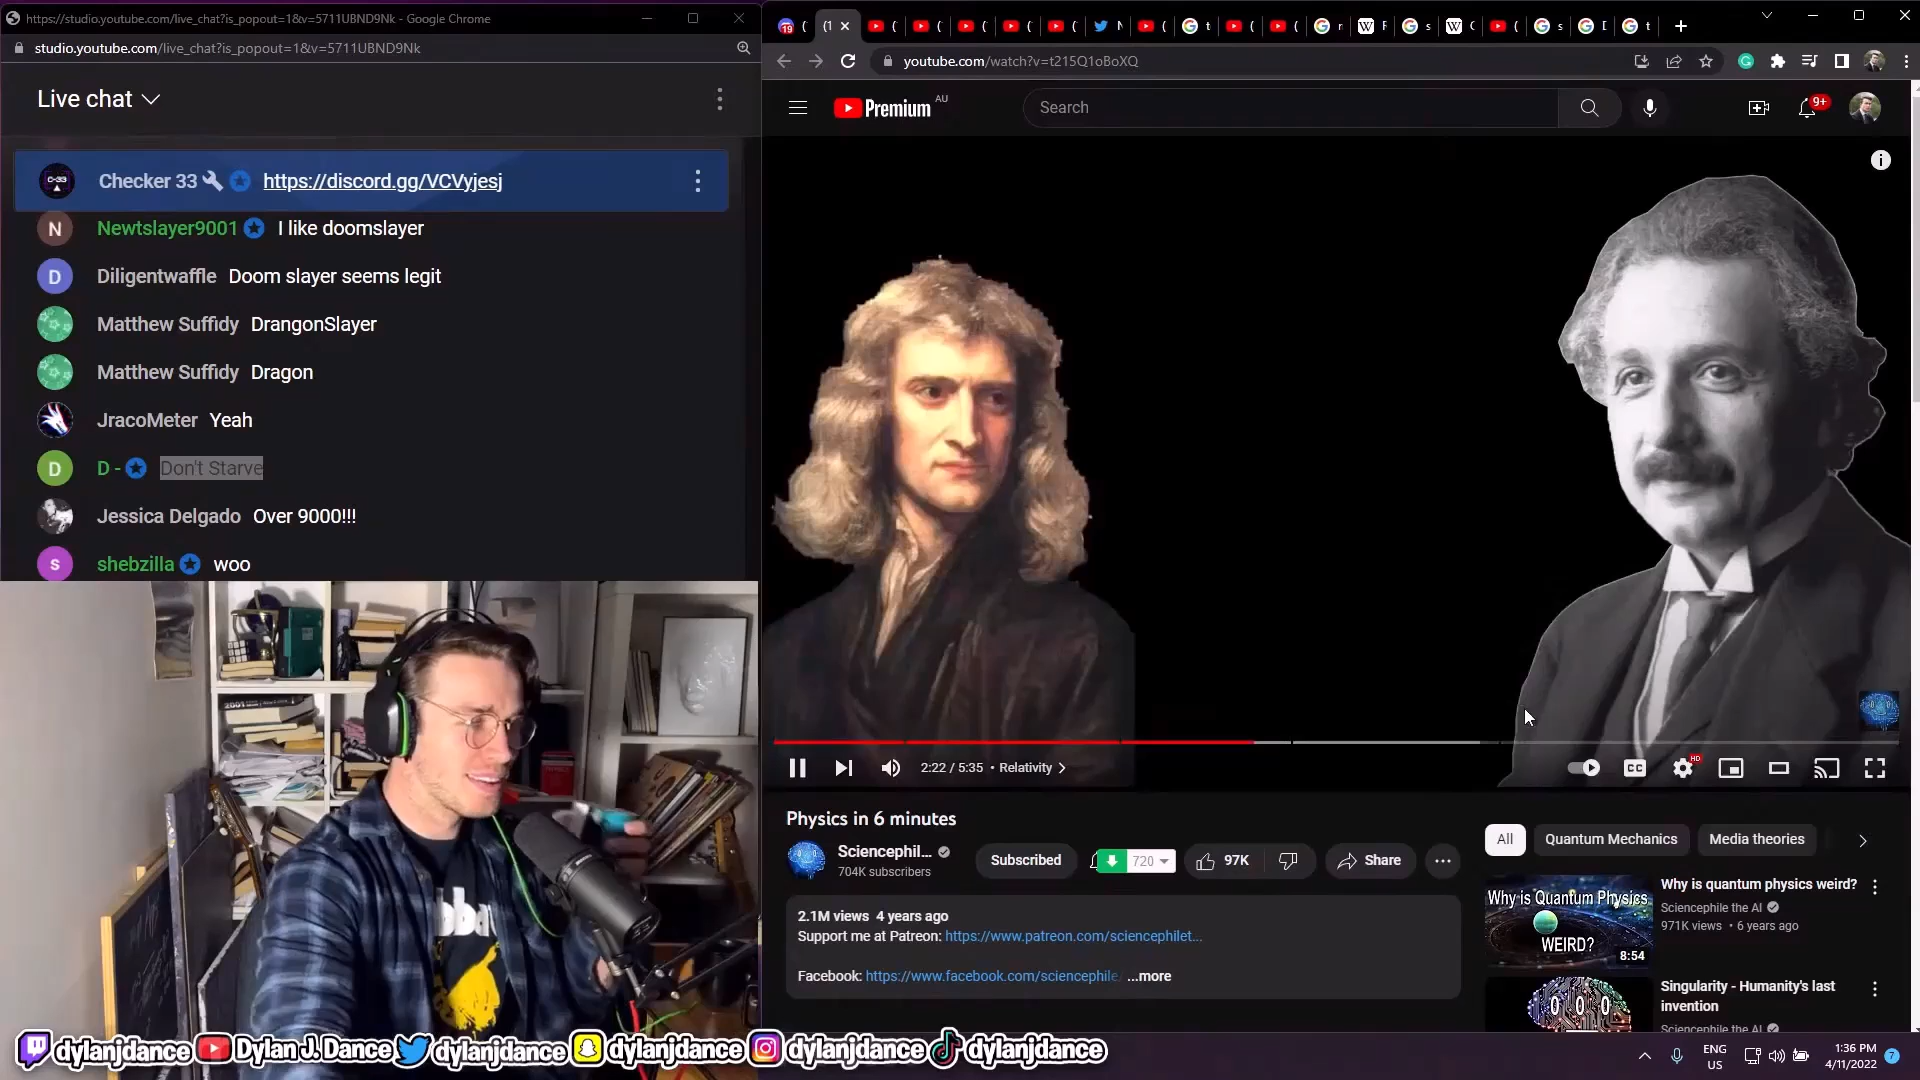 https://studio.youtube.com/live_chat?is_popout=1&v=5711UBND9Nk - Google Chrome
studio.youtube.com/live_chat?is_popout=1&v=5711UBND9Nk
Live chat
Checker 33 https://discord.gg/VCVyjesj
N Newtslayer9001 I like doomslayer
D Diligentwaffle Doom slayer seems legit
Matthew Suffidy DrangonSlayer
Matthew Suffidy Dragon
JracoMeter Yeah
D D - Don't Starve
Jessica Delgado Over 9000!!!
s shebzilla woo
youtube.com/watch?v=t215Q1oBoXQ
Premium AU
Search
9+
2:22 / 5:35 • Relativity
CC HD
Physics in 6 minutes
Sciencephil...
704K subscribers
Subscribed
720
97K
Share
2.1M views 4 years ago
Support me at Patreon: https://www.patreon.com/sciencephilet...
Facebook: https://www.facebook.com/sciencephile ...more
All
Quantum Mechanics
Media theories
Why is Quantum Physics
WEIRD?
8:54
Why is quantum physics weird?
Sciencephile the AI
971K views • 6 years ago
Singularity - Humanity's last
invention
Sciencephile the AI
2001
dylanjdance Dylan J. Dance dylanjdance dylanjdance dylanjdance dylanjdance
ENG
US
1:36 PM
4/11/2022
7